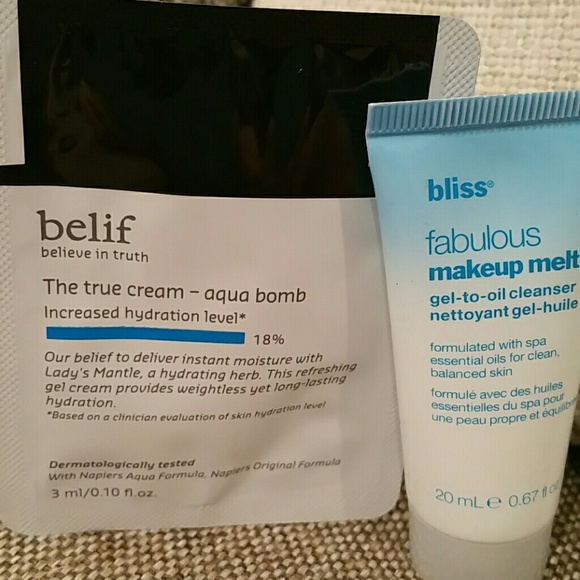 belif
believe in truth
The true cream – aqua bomb
Increased hydration level*
18%
Our belief to deliver instant moisture with
Lady's Mantle, a hydrating herb. This refreshing
gel cream provides weightless yet long-lasting
hydration.
*Based on a clinician evaluation of skin hydration level
Dermatologically tested
With Napiers Aqua Formula, Napiers Original Formula
3 ml/0.10 fl.oz.
bliss®
fabulous
makeup melt
gel-to-oil cleanser
nettoyant gel-huile
formulated with spa
essential oils for clean,
balanced skin
formulé avec des huiles
essentielles du spa pour
une peau propre et
20 mL e 0.67 fl